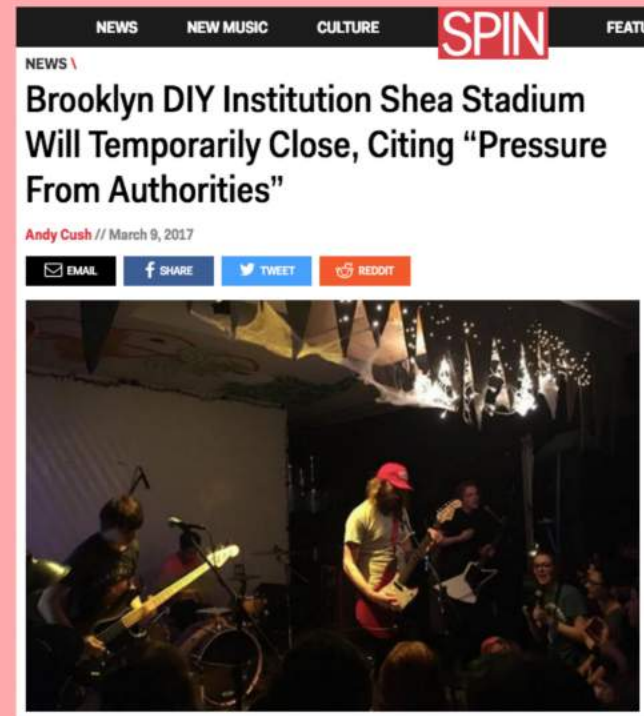 NEWS NEW MUSIC CULTURE SPIN FEATU
NEWS \
Brooklyn DIY Institution Shea Stadium
Will Temporarily Close, Citing “Pressure
From Authorities”
Andy Cush // March 9, 2017
EMAIL SHARE TWEET REDDIT